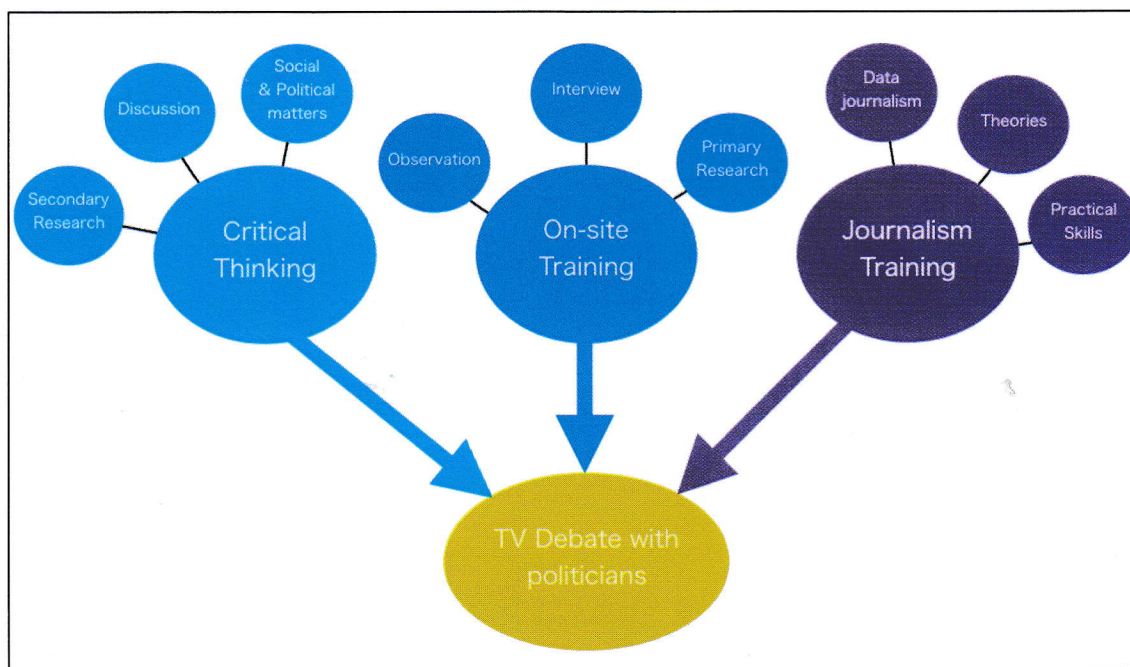 Secondary
Research
Discussion
Social
& Political
matters
Critical
Thinking
Observation
Interview
Primary
Research
On-site
Training
Data
journalism
Theories
Practical
Skills
Journalism
Training
TV Debate with
politicians